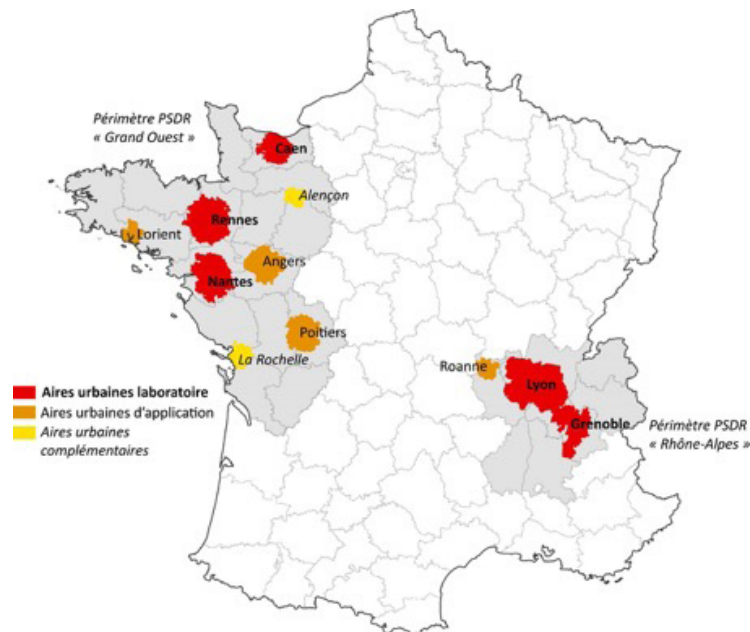 Périmètre PSDR
« Grand Ouest »
Caen
Alençon
Rennes
Lorient
Angers
Nantes
Poitiers
La Rochelle
Roanne
Lyon
Grenoble
Périmètre PSDR
« Rhône-Alpes »
Aires urbaines laboratoire
Aires urbaines d'application
Aires urbaines
complémentaires